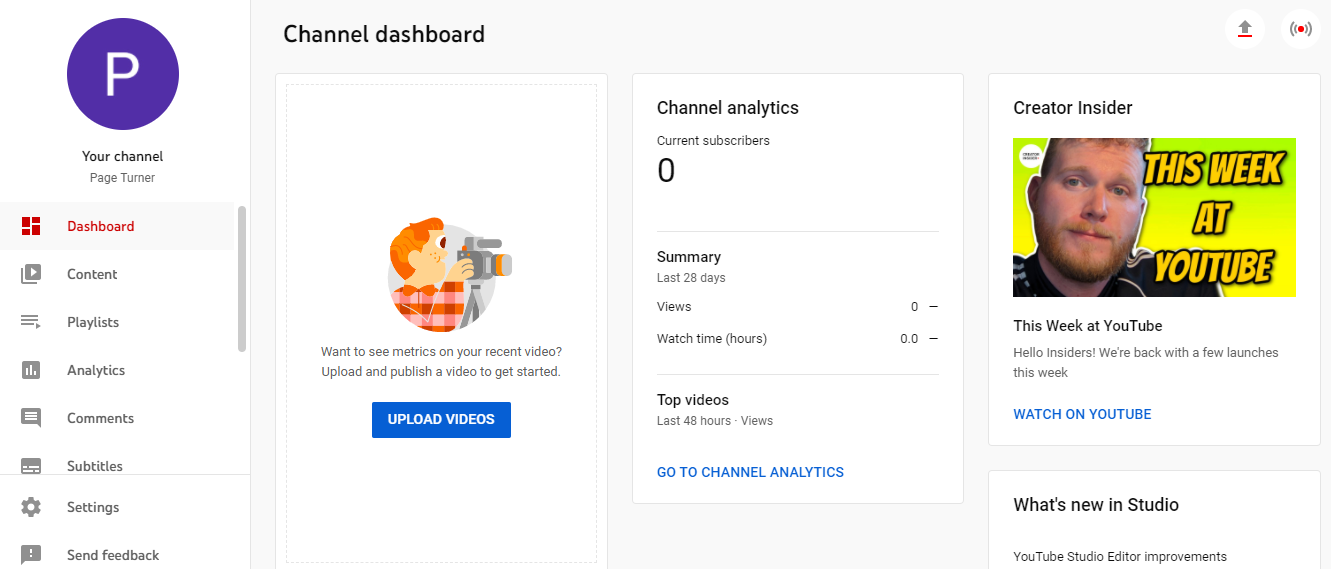 P
Your channel
Page Turner
Dashboard
Content
Playlists
Analytics
Comments
Subtitles
Settings
Send feedback
Channel dashboard
Want to see metrics on your recent video?
Upload and publish a video to get started.
UPLOAD VIDEOS
Channel analytics
Current subscribers
0
Summary
Last 28 days
Views 0 —
Watch time (hours) 0.0 —
Top videos
Last 48 hours · Views
GO TO CHANNEL ANALYTICS
Creator Insider
CREATOR
INSIDER
THIS WEEK
AT
YOUTUBE
This Week at YouTube
Hello Insiders! We're back with a few launches
this week
WATCH ON YOUTUBE
What's new in Studio
YouTube Studio Editor improvements